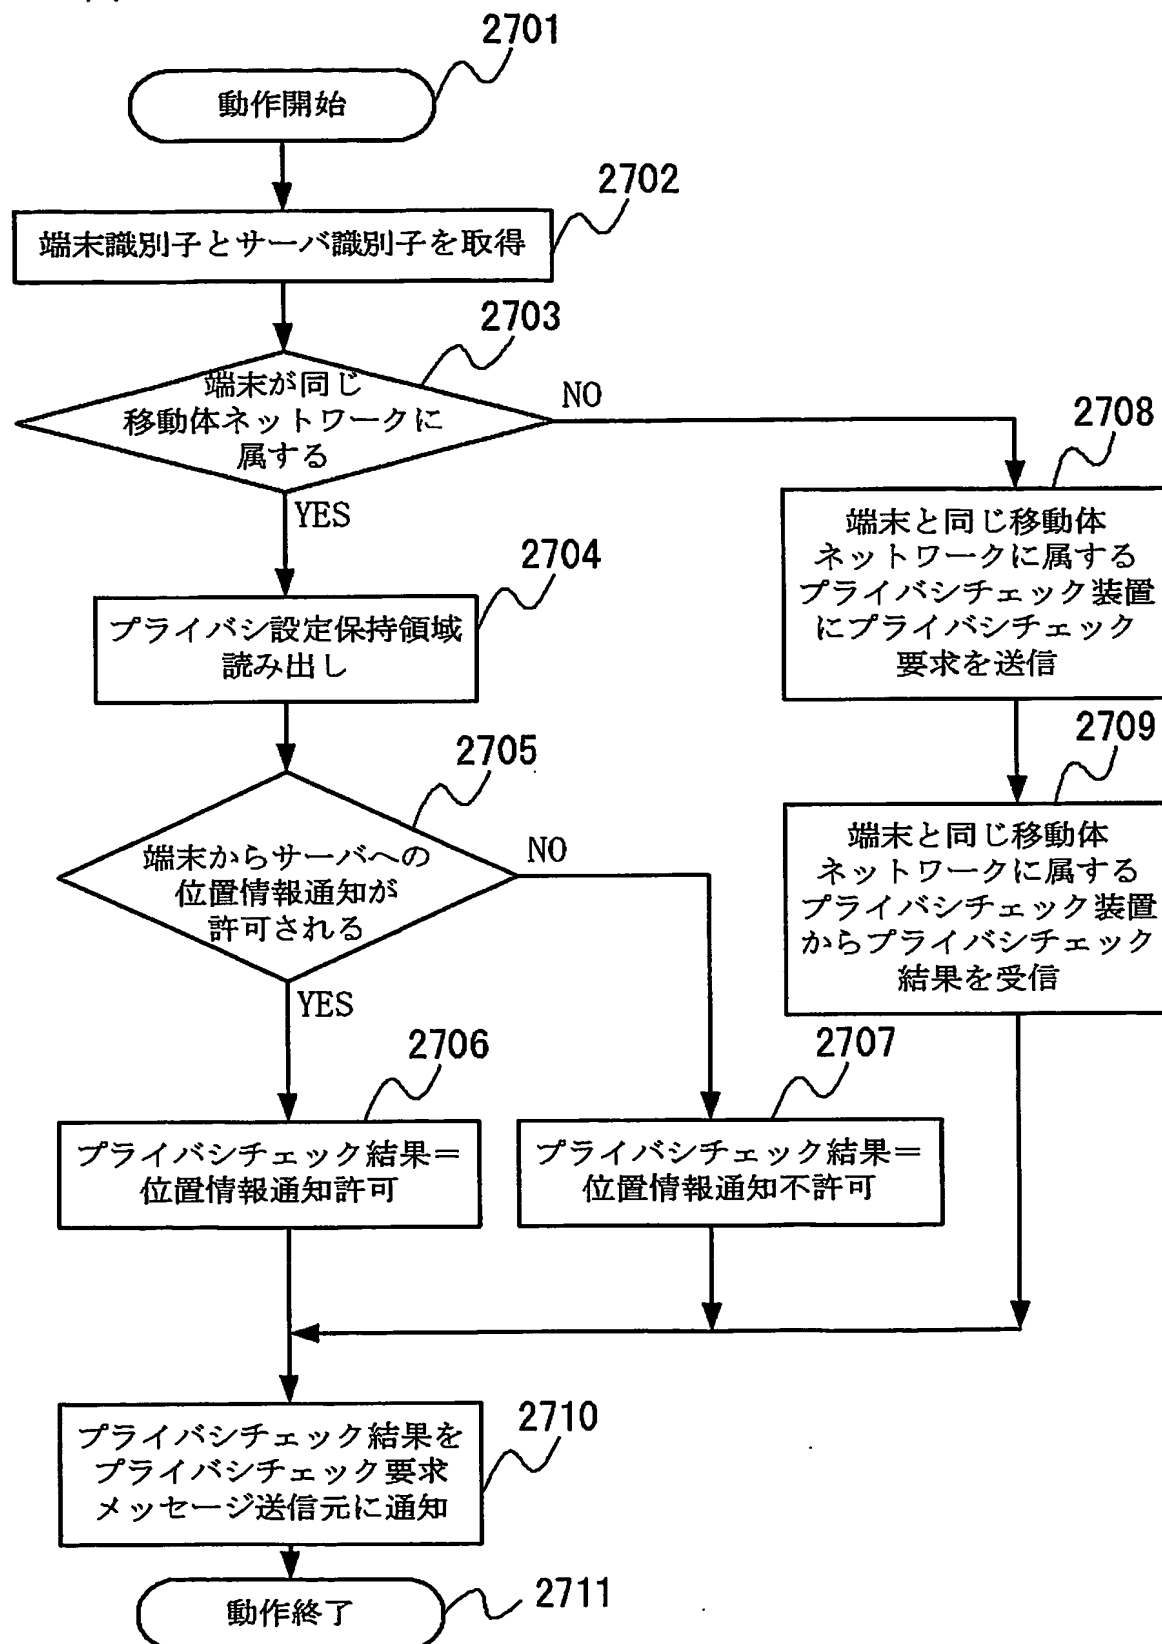 2701
動作開始
2702
端末識別子とサーバ識別子を取得
2703
端末が同じ
移動体ネットワークに
属する
NO
YES
2708
端末と同じ移動体
ネットワークに属する
プライバシチェック装置
にプライバシチェック
要求を送信
2704
プライバシ設定保持領域
読み出し
2709
端末と同じ移動体
ネットワークに属する
プライバシチェック装置
からプライバシチェック
結果を受信
2705
端末からサーバへの
位置情報通知が
許可される
NO
YES
2706
プライバシチェック結果＝
位置情報通知許可
2707
プライバシチェック結果＝
位置情報通知不許可
2710
プライバシチェック結果を
プライバシチェック要求
メッセージ送信元に通知
2711
動作終了